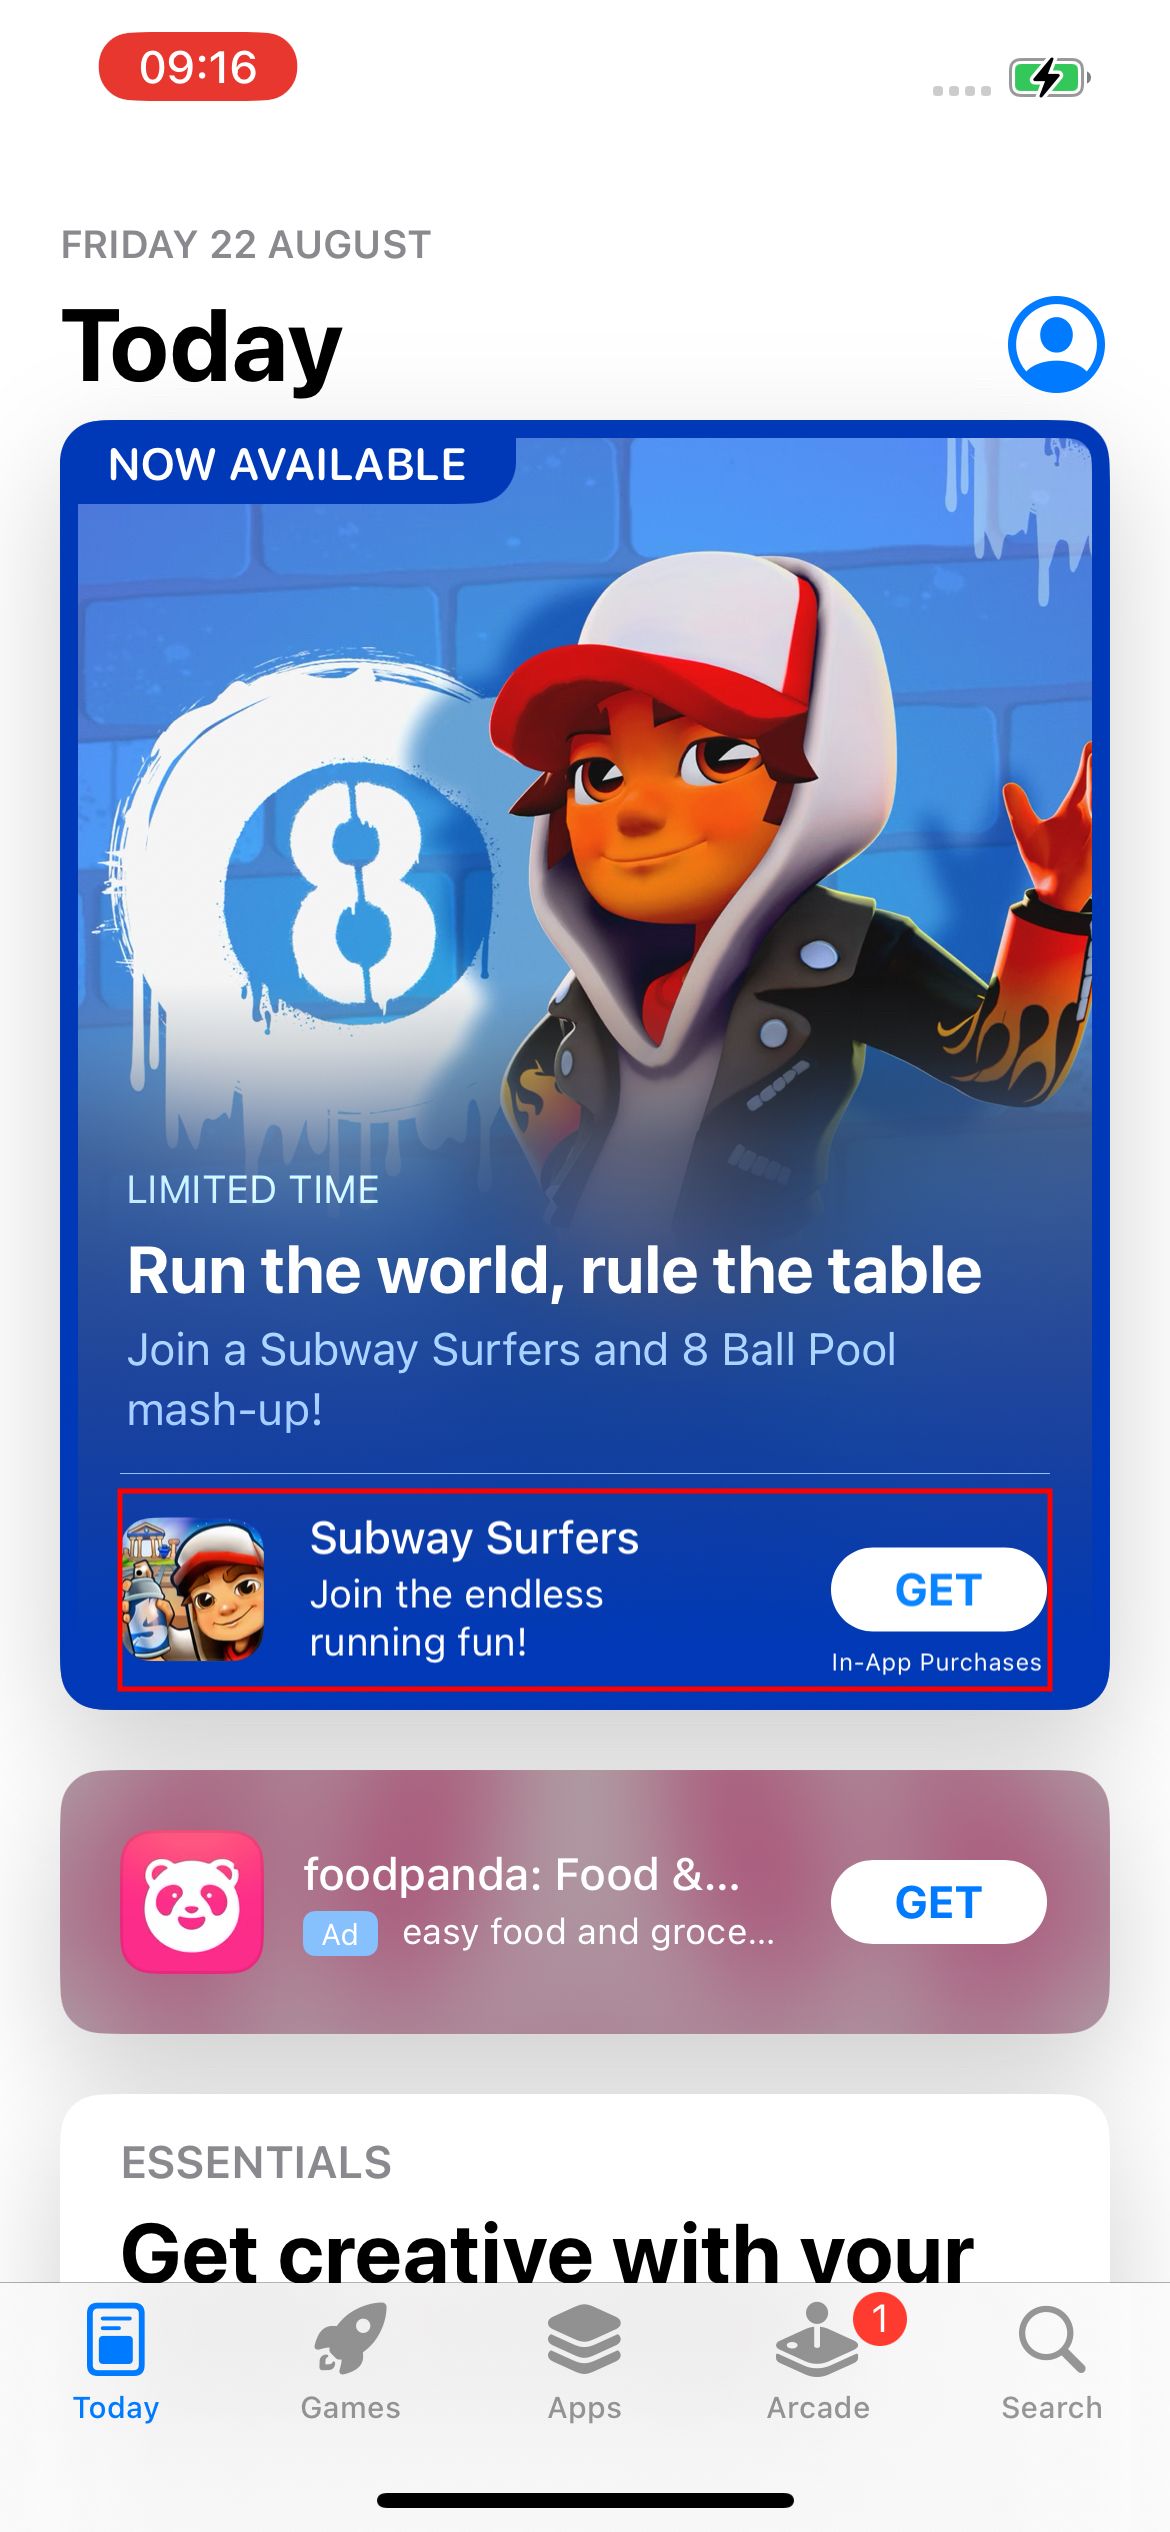 09:16
FRIDAY 22 AUGUST
Today
NOW AVAILABLE
8
LIMITED TIME
Run the world, rule the table
Join a Subway Surfers and 8 Ball Pool
mash-up!
Subway Surfers
Join the endless
running fun!
GET
In-App Purchases
foodpanda: Food &...
Ad easy food and groce...
GET
ESSENTIALS
Get creative with your
1
Today Games Apps Arcade Search